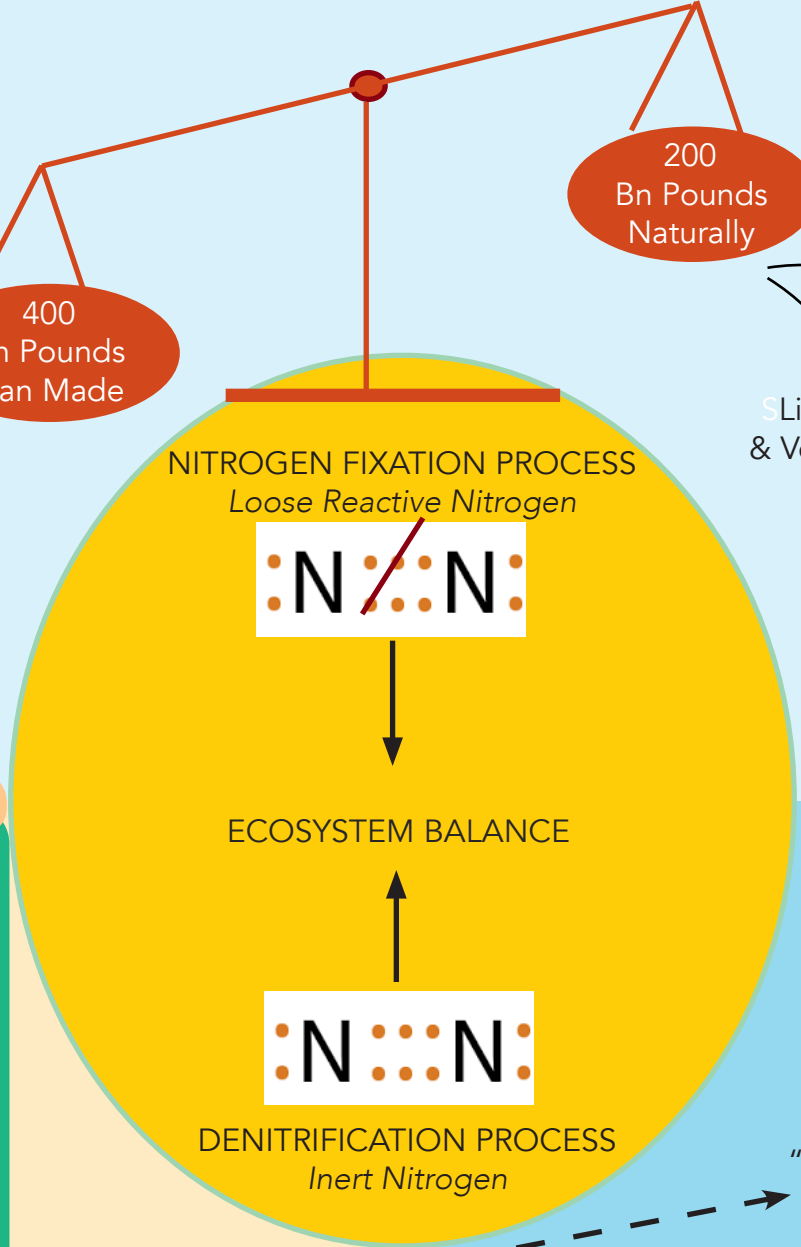 200
Bn Pounds
Naturally
400
Pounds
Made
&
NITROGEN FIXATION PROCESS
Loose Reactive Nitrogen
:N:::N:
ECOSYSTEM BALANCE
:N:::N:
DENITRIFICATION PROCESS
Inert Nitrogen
“